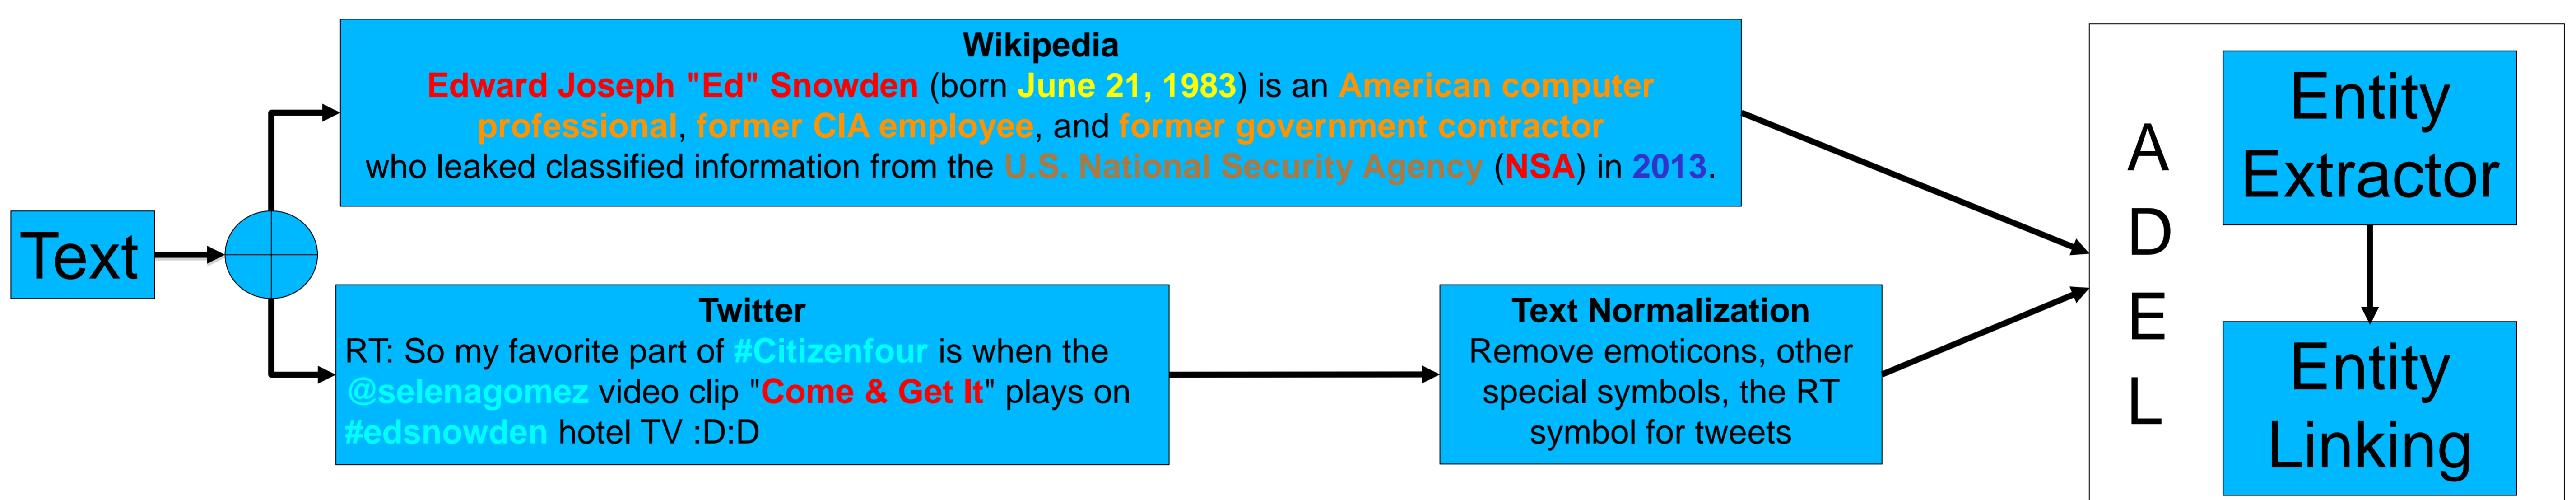 Text
Wikipedia
Edward Joseph "Ed" Snowden (born June 21, 1983) is an American computer
professional, former CIA employee, and former government contractor
who leaked classified information from the U.S. National Security Agency (NSA) in 2013.
Twitter
RT: So my favorite part of #Citizenfour is when the
@selenagomez video clip "Come & Get It" plays on
#edsnowden hotel TV :D:D
Text Normalization
Remove emoticons, other
special symbols, the RT
symbol for tweets
A
D
E
L
Entity
Extractor
Entity
Linking